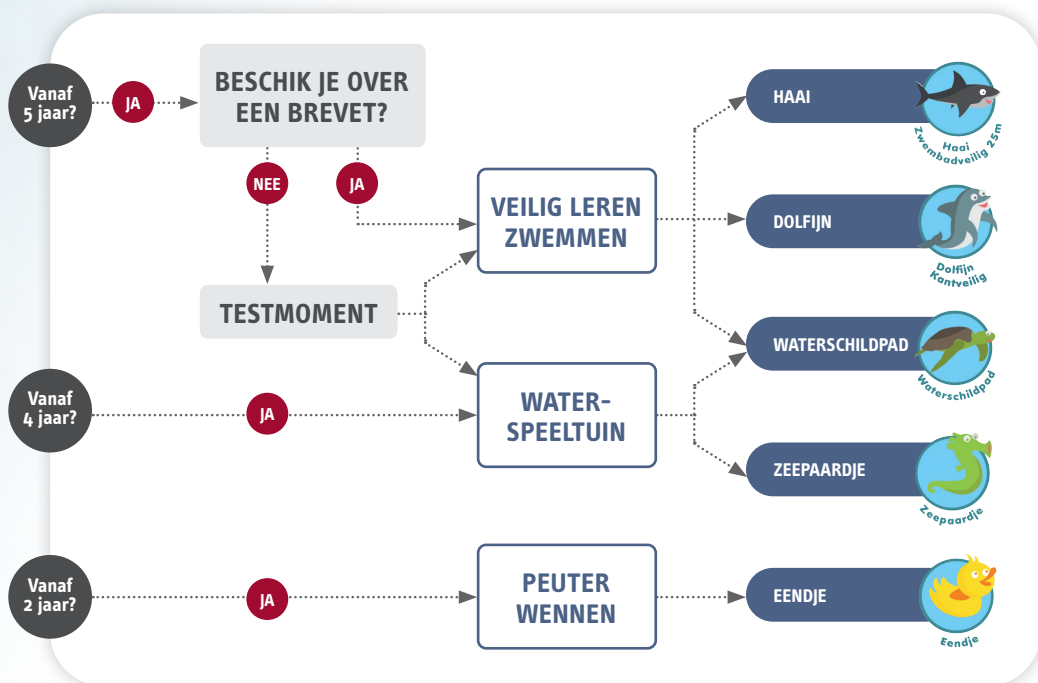 Vanaf
5 jaar?
JA
BESCHIK JE OVER
EEN BREVET?
NEE
JA
TESTMOMENT
VEILIG LEREN
ZWEMMEN
HAAI
Haai
Zwembadveilig 25m
DOLFIJN
Dolfijn
Kantveilig
WATERSCHILDPAD
Waterschildpad
Vanaf
4 jaar?
JA
WATER-
SPEELTUIN
ZEEPAARDJE
Zeepaardje
Vanaf
2 jaar?
JA
PEUTER
WENNEN
EENDJE
Eendje